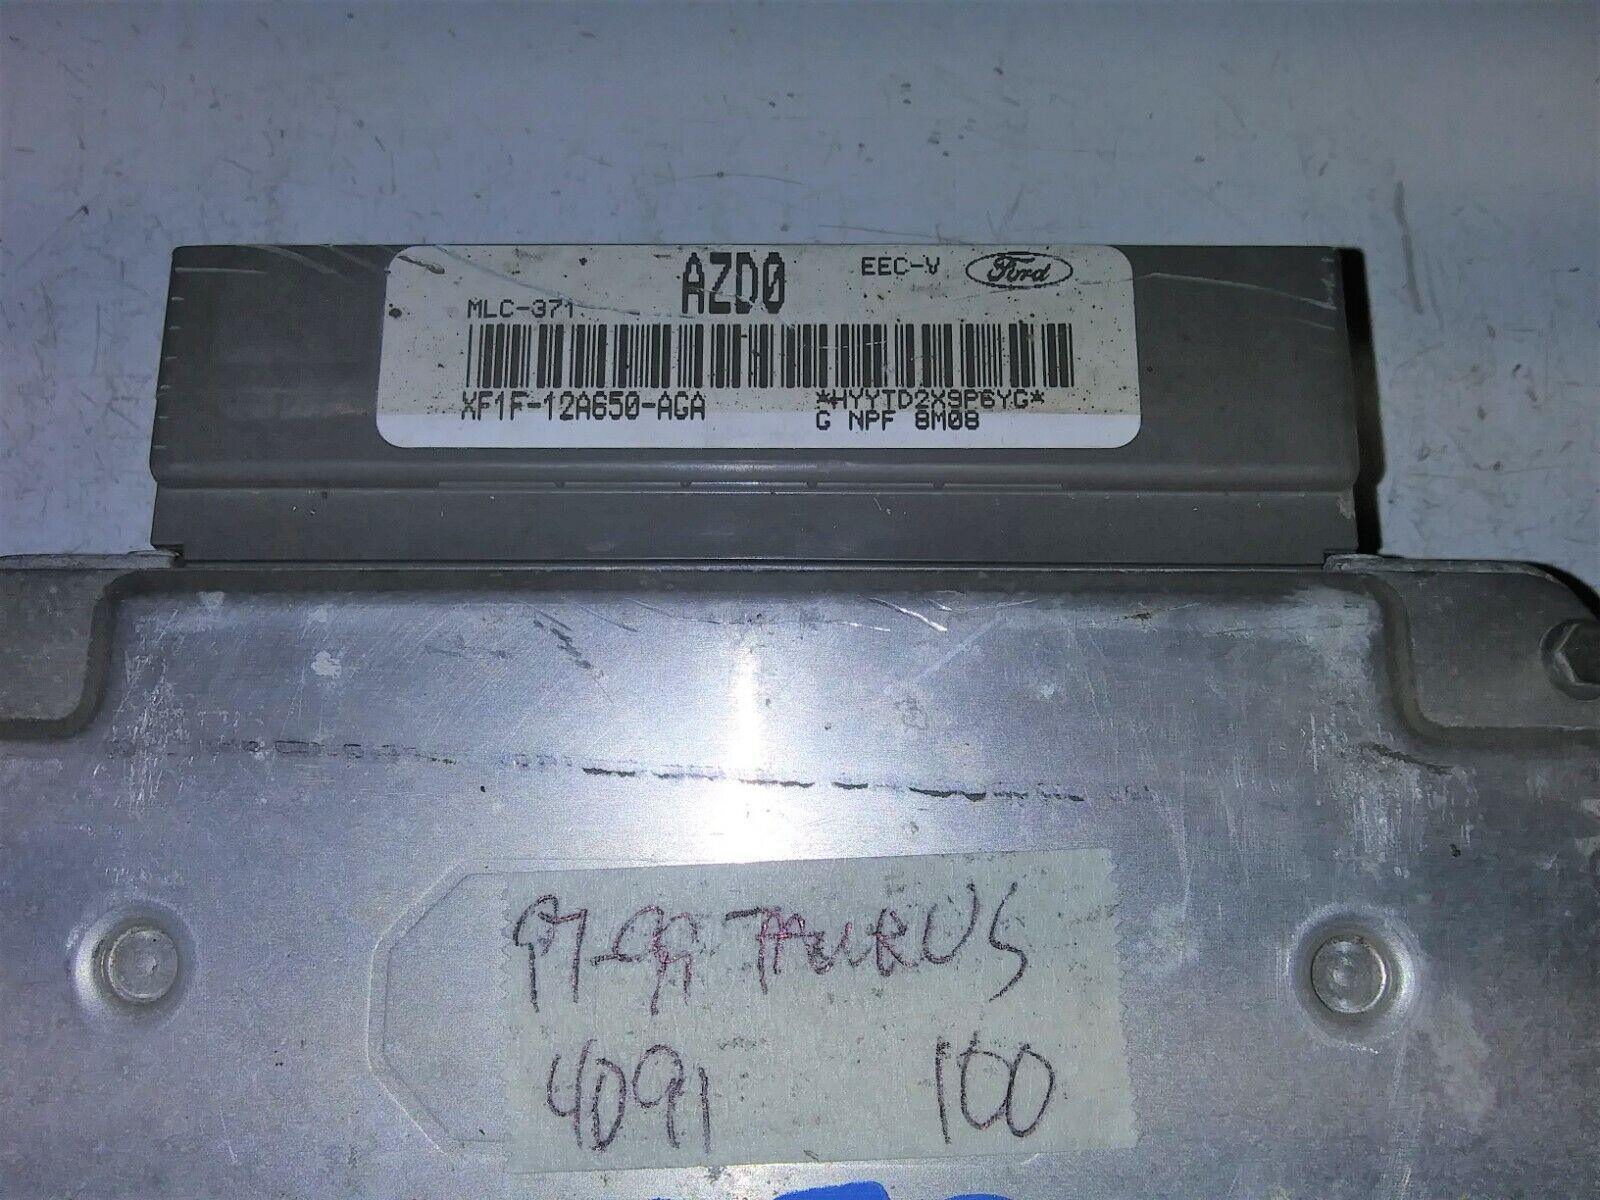 AZD0 EEC-V Ford
MLC-371
XF1F-12A650-AGA *HYYTD2X9P6YG*
G NPF 8M08
97-99 TAURUS
4091 100